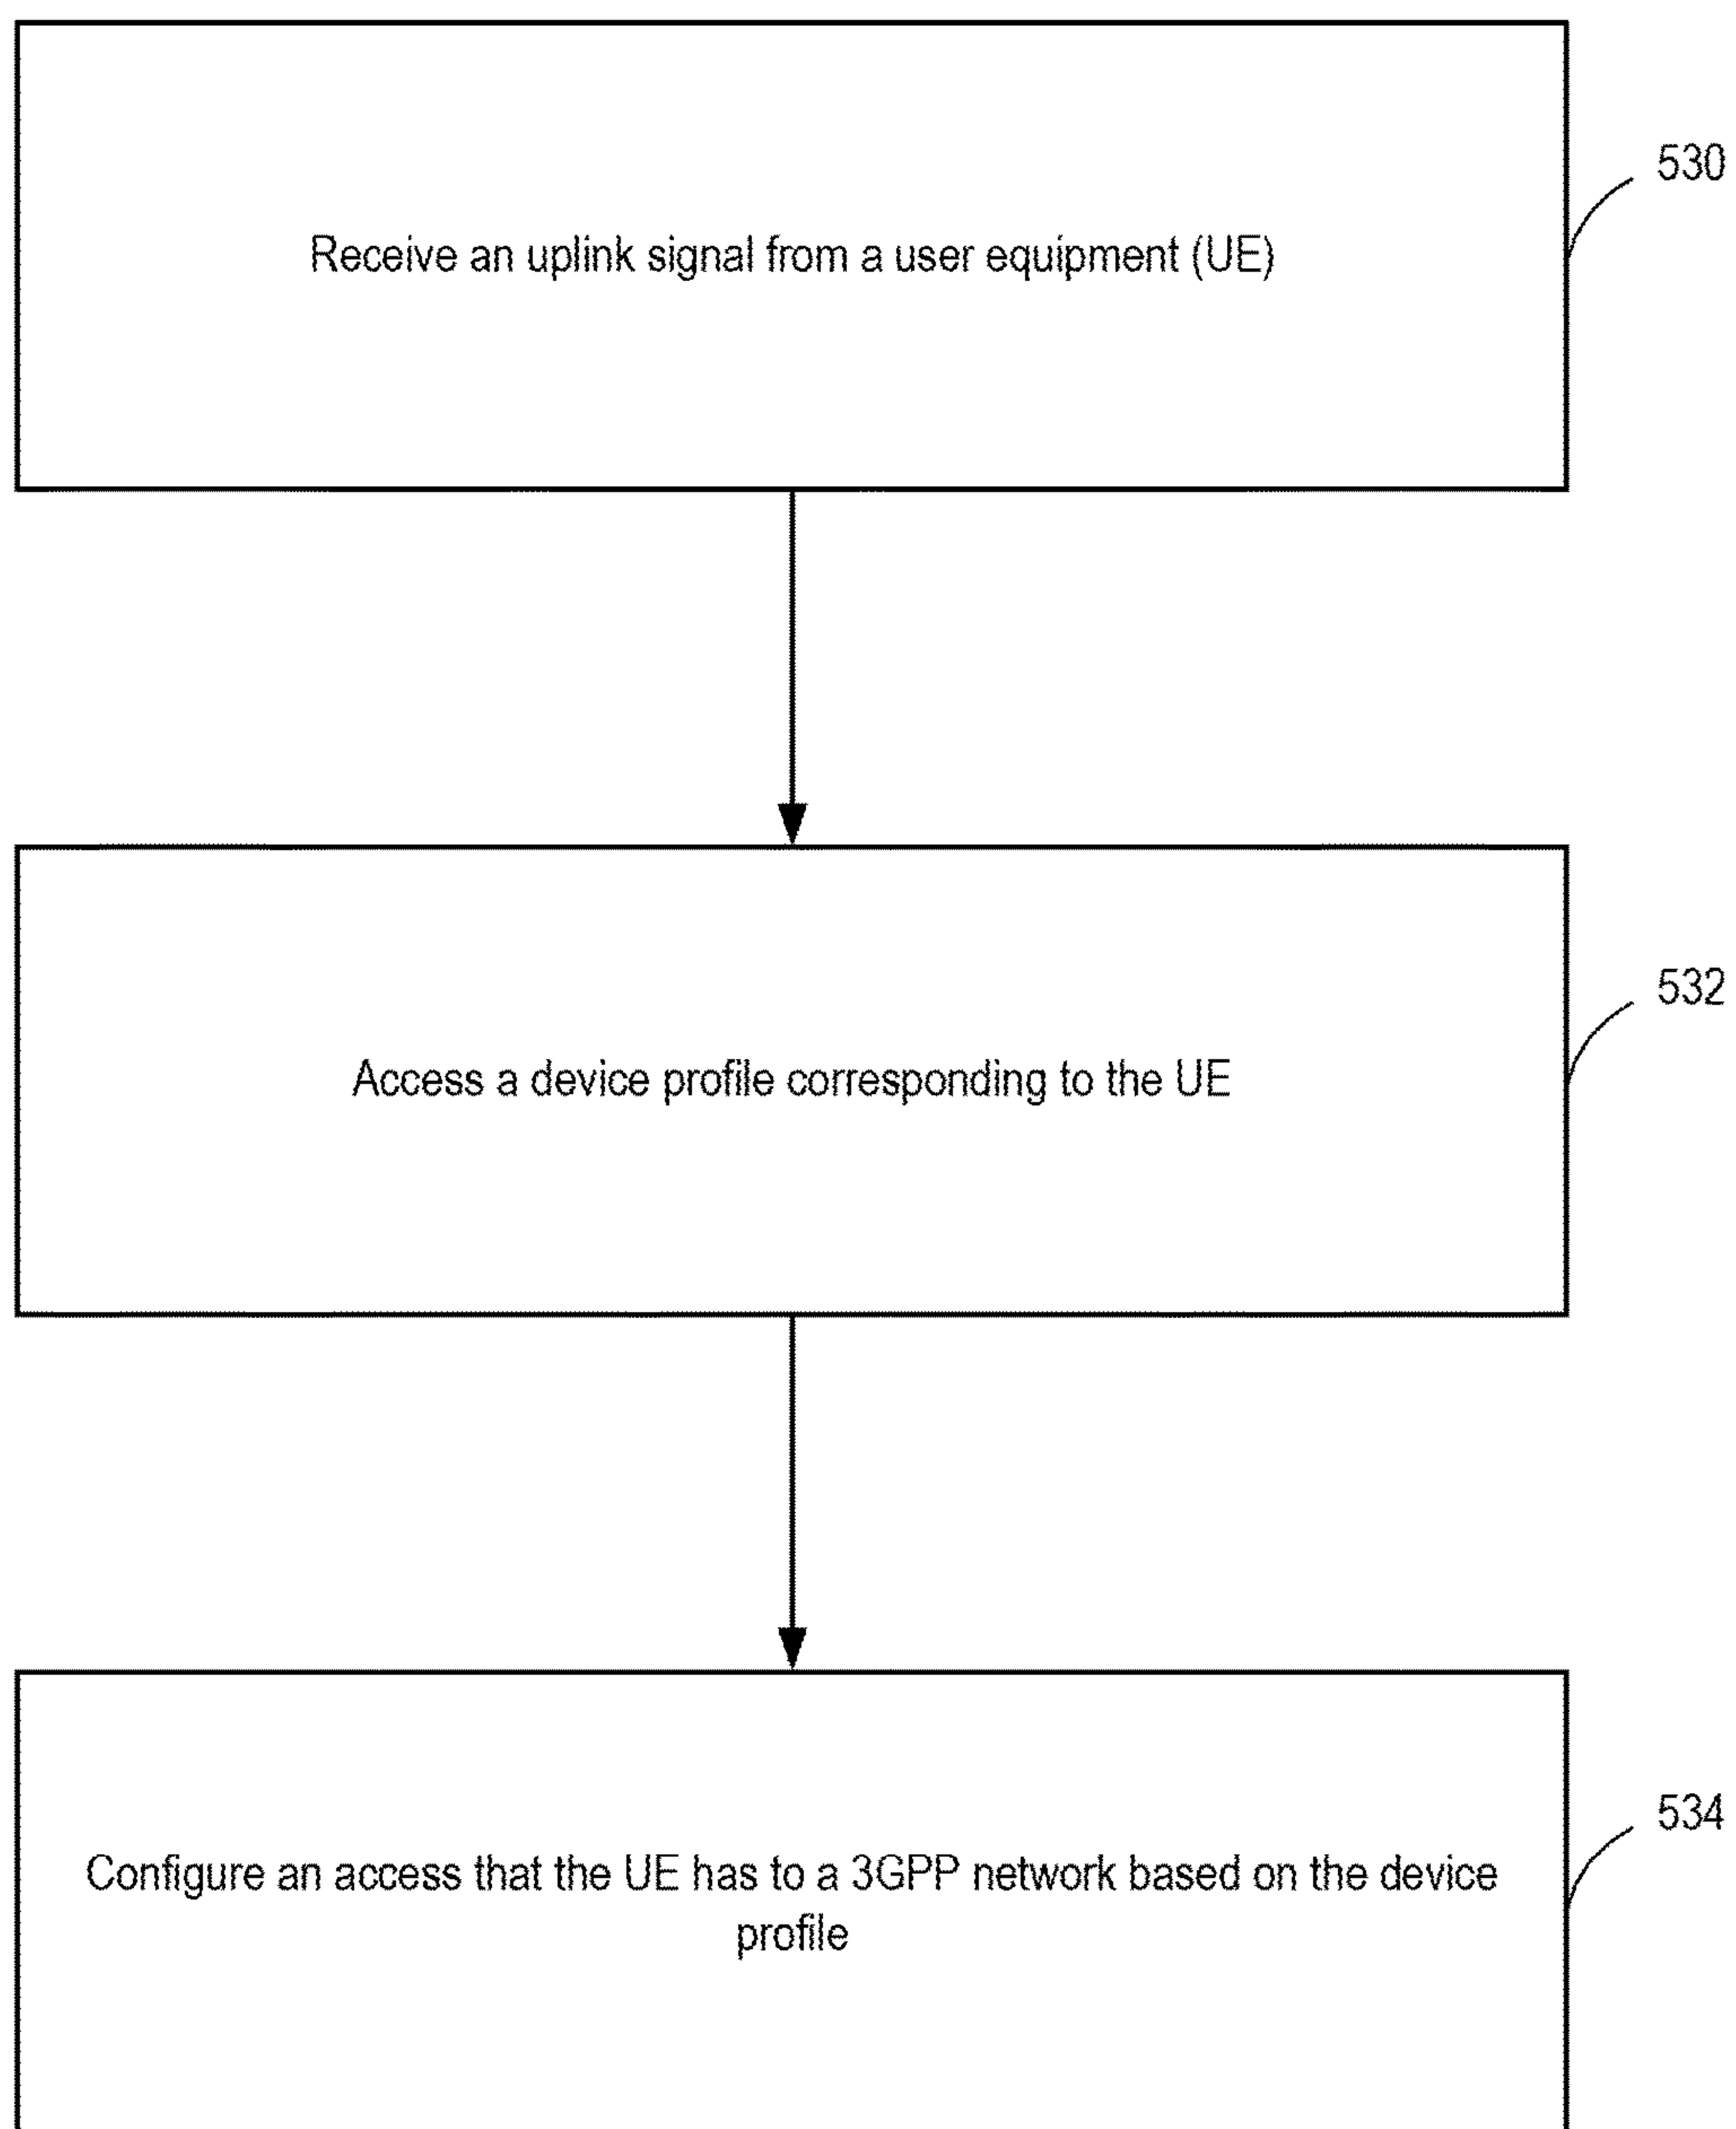 Receive an uplink signal from a user equipment (UE)
530
Access a device profile corresponding to the UE
532
Configure an access that the UE has to a 3GPP network based on the device
profile
534